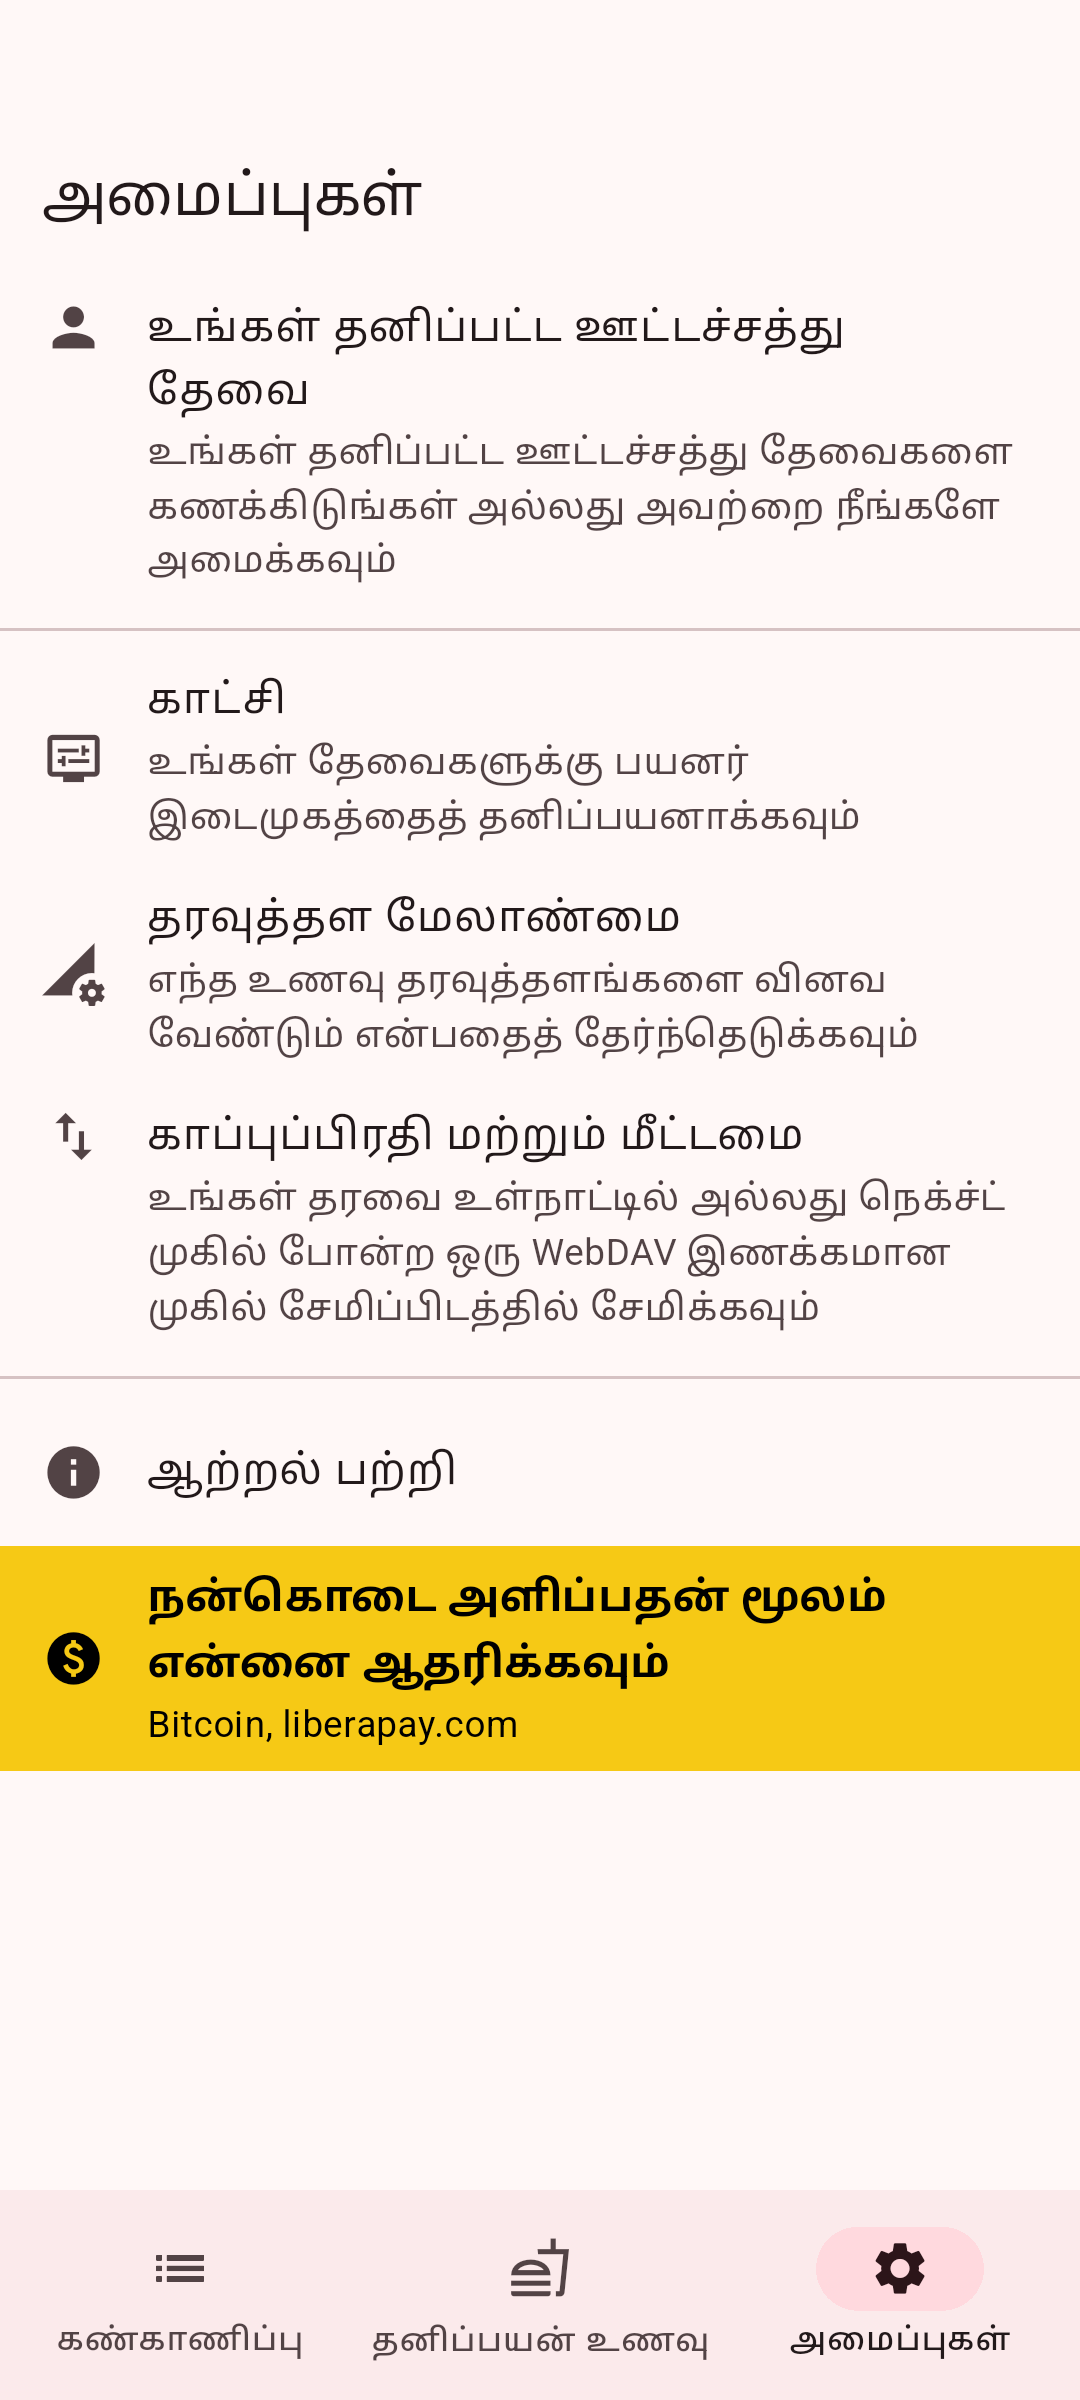 அமைப்புகள்
உங்கள் தனிப்பட்ட ஊட்டச்சத்து
தேவை
உங்கள் தனிப்பட்ட ஊட்டச்சத்து தேவைகளை
கணக்கிடுங்கள் அல்லது அவற்றை நீங்களே
அமைக்கவும்
காட்சி
உங்கள் தேவைகளுக்கு பயனர்
இடைமுகத்தைத் தனிப்பயனாக்கவும்
தரவுத்தள மேலாண்மை
எந்த உணவு தரவுத்தளங்களை வினவ
வேண்டும் என்பதைத் தேர்ந்தெடுக்கவும்
காப்புப்பிரதி மற்றும் மீட்டமை
உங்கள் தரவை உள்நாட்டில் அல்லது நெக்ச்ட்
முகில் போன்ற ஒரு WebDAV இணக்கமான
முகில் சேமிப்பிடத்தில் சேமிக்கவும்
ஆற்றல் பற்றி
நன்கொடை அளிப்பதன் மூலம்
என்னை ஆதரிக்கவும்
Bitcoin, liberapay.com
கண்காணிப்பு
தனிப்பயன் உணவு
அமைப்புகள்